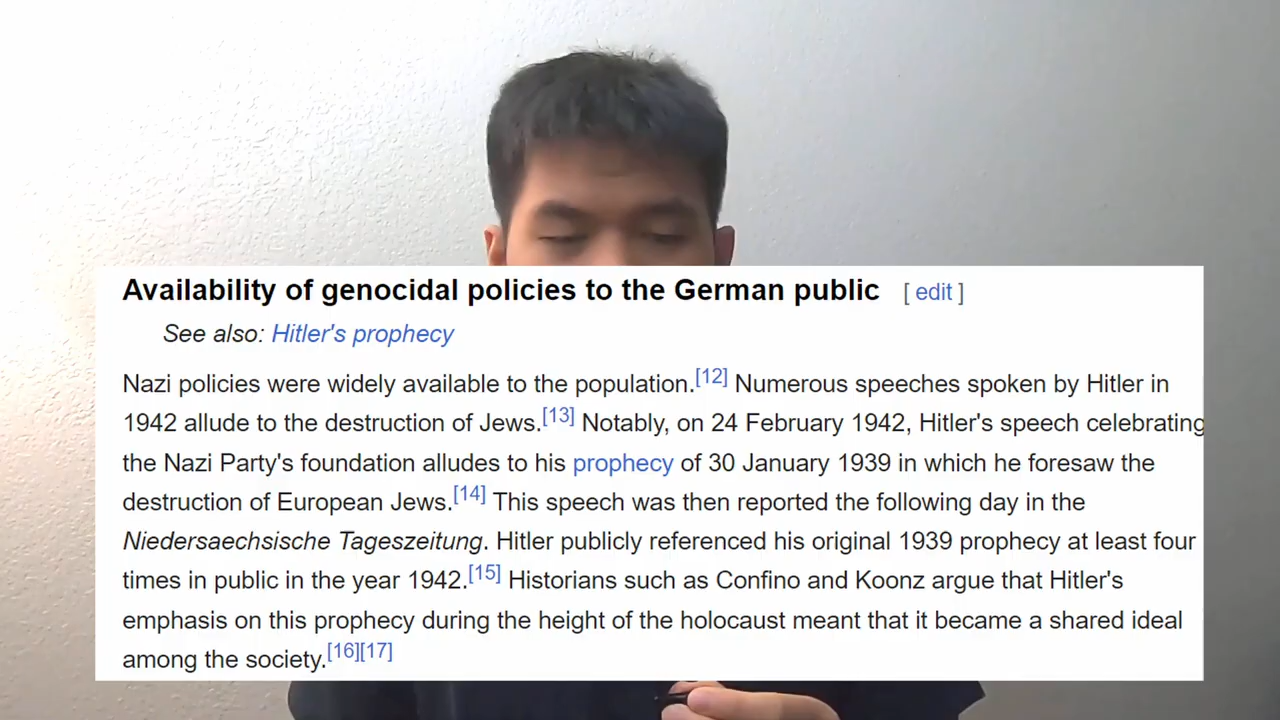 Availability of genocidal policies to the German public [ edit ]
See also: Hitler's prophecy
Nazi policies were widely available to the population.[12] Numerous speeches spoken by Hitler in
1942 allude to the destruction of Jews.[13] Notably, on 24 February 1942, Hitler's speech celebrating
the Nazi Party's foundation alludes to his prophecy of 30 January 1939 in which he foresaw the
destruction of European Jews.[14] This speech was then reported the following day in the
Niedersaechsische Tageszeitung. Hitler publicly referenced his original 1939 prophecy at least four
times in public in the year 1942.[15] Historians such as Confino and Koonz argue that Hitler's
emphasis on this prophecy during the height of the holocaust meant that it became a shared ideal
among the society.[16][17]